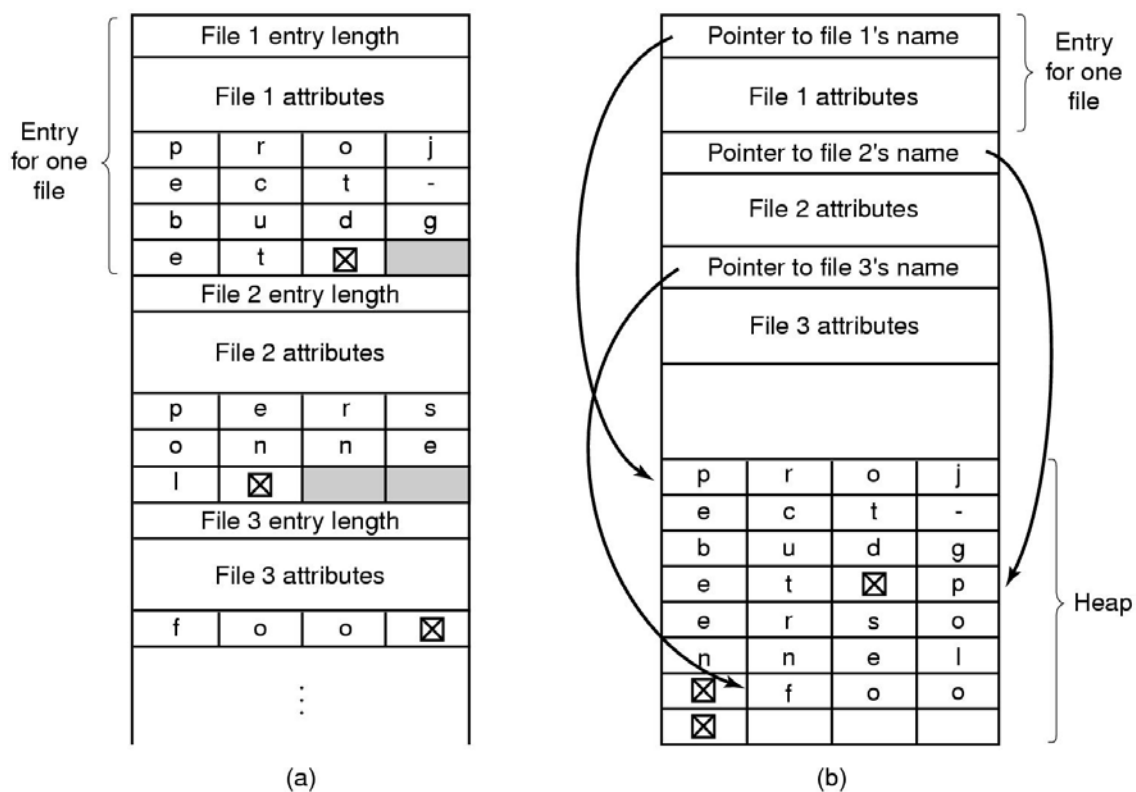 File 1 entry length
File 1 attributes
Entry
for one
file
p r o j
e c t -
b u d g
e t ☒
File 2 entry length
File 2 attributes
p e r s
o n n e
l ☒
File 3 entry length
File 3 attributes
f o o ☒
⋮
(a)
Pointer to file 1's name
File 1 attributes
Entry
for one
file
Pointer to file 2's name
File 2 attributes
Pointer to file 3's name
File 3 attributes
p r o j
e c t -
b u d g
e t ☒ p
e r s o
n n e l
☒ f o o
☒
Heap
(b)